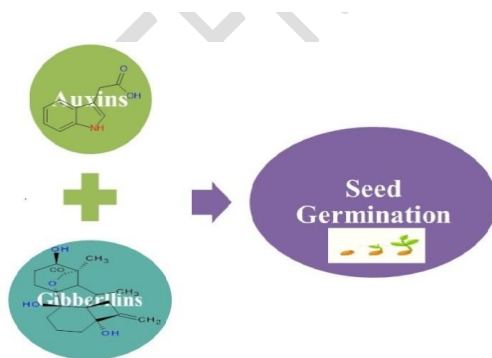 O
Auxins
OH
NH
OH
CO
CH₃
O
CH₃
Gibberllins
HO
CH₂
OH
Seed
Germination